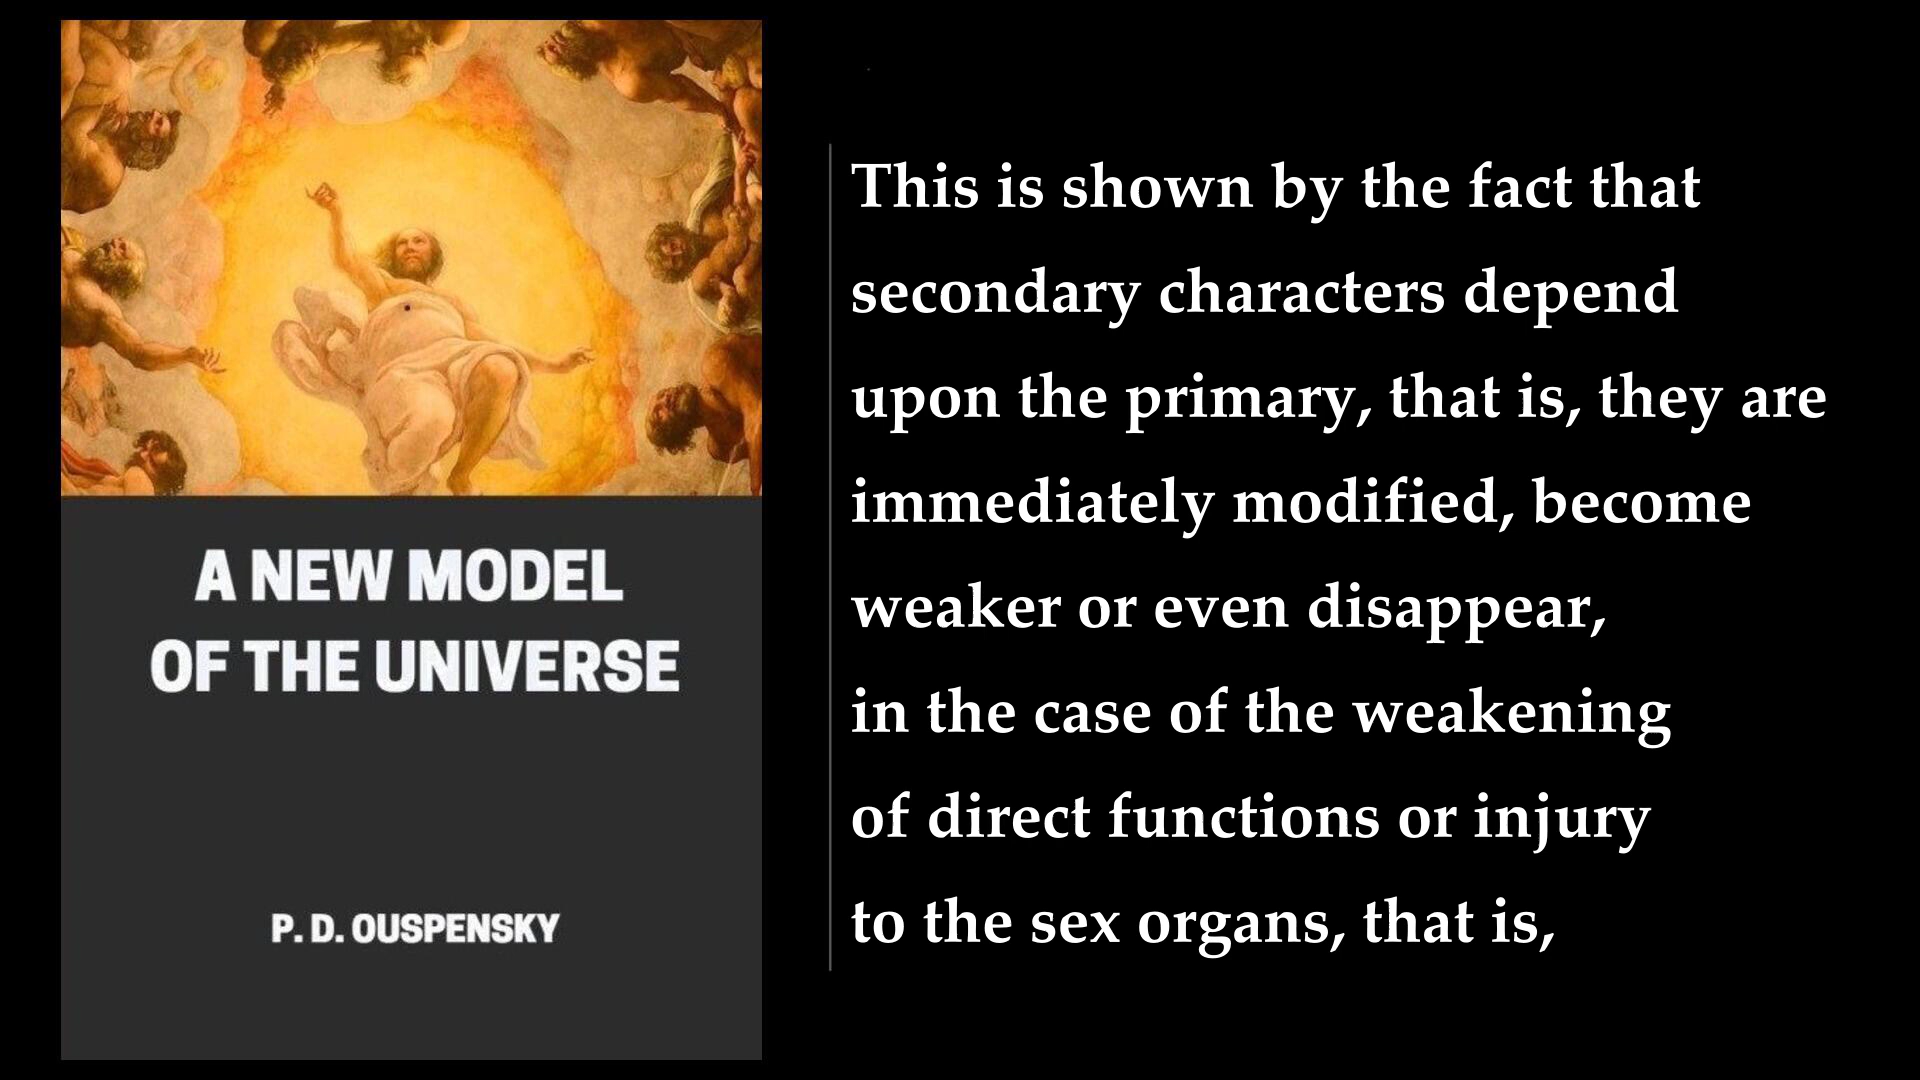 A NEW MODEL
OF THE UNIVERSE
P. D. OUSPENSKY
This is shown by the fact that
secondary characters depend
upon the primary, that is, they are
immediately modified, become
weaker or even disappear,
in the case of the weakening
of direct functions or injury
to the sex organs, that is,